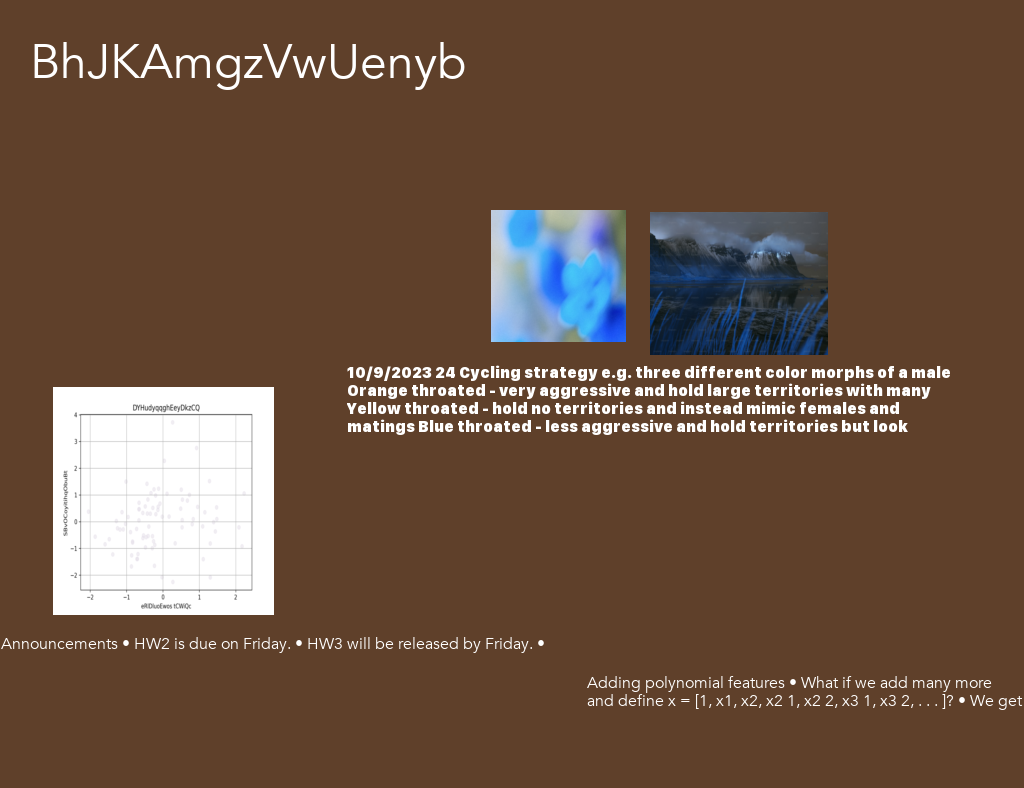 BhJKAmgzVwUenyb
10/9/2023 24 Cycling strategy e.g. three different color morphs of a male
Orange throated - very aggressive and hold large territories with many
Yellow throated - hold no territories and instead mimic females and
matings Blue throated - less aggressive and hold territories but look
DYHudyqqghEeyDkzCQ
4
3
2
1
0
−1
−2
−2 −1 0 1 2
Announcements • HW2 is due on Friday. • HW3 will be released by Friday. •
Adding polynomial features • What if we add many more
and define x = [1, x1, x2, x2 1, x2 2, x3 1, x3 2, . . . ]? • We get